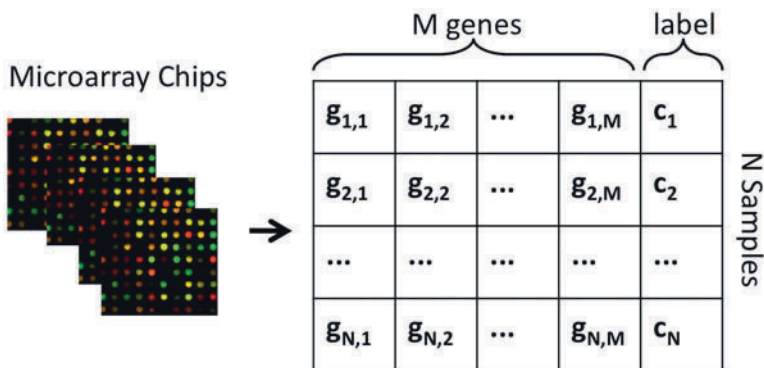 M genes label
Microarray Chips
g1,1 g1,2 ... g1,M c1
g2,1 g2,2 ... g2,M c2
... ... ... ... ...
gN,1 gN,2 ... gN,M cN
N Samples